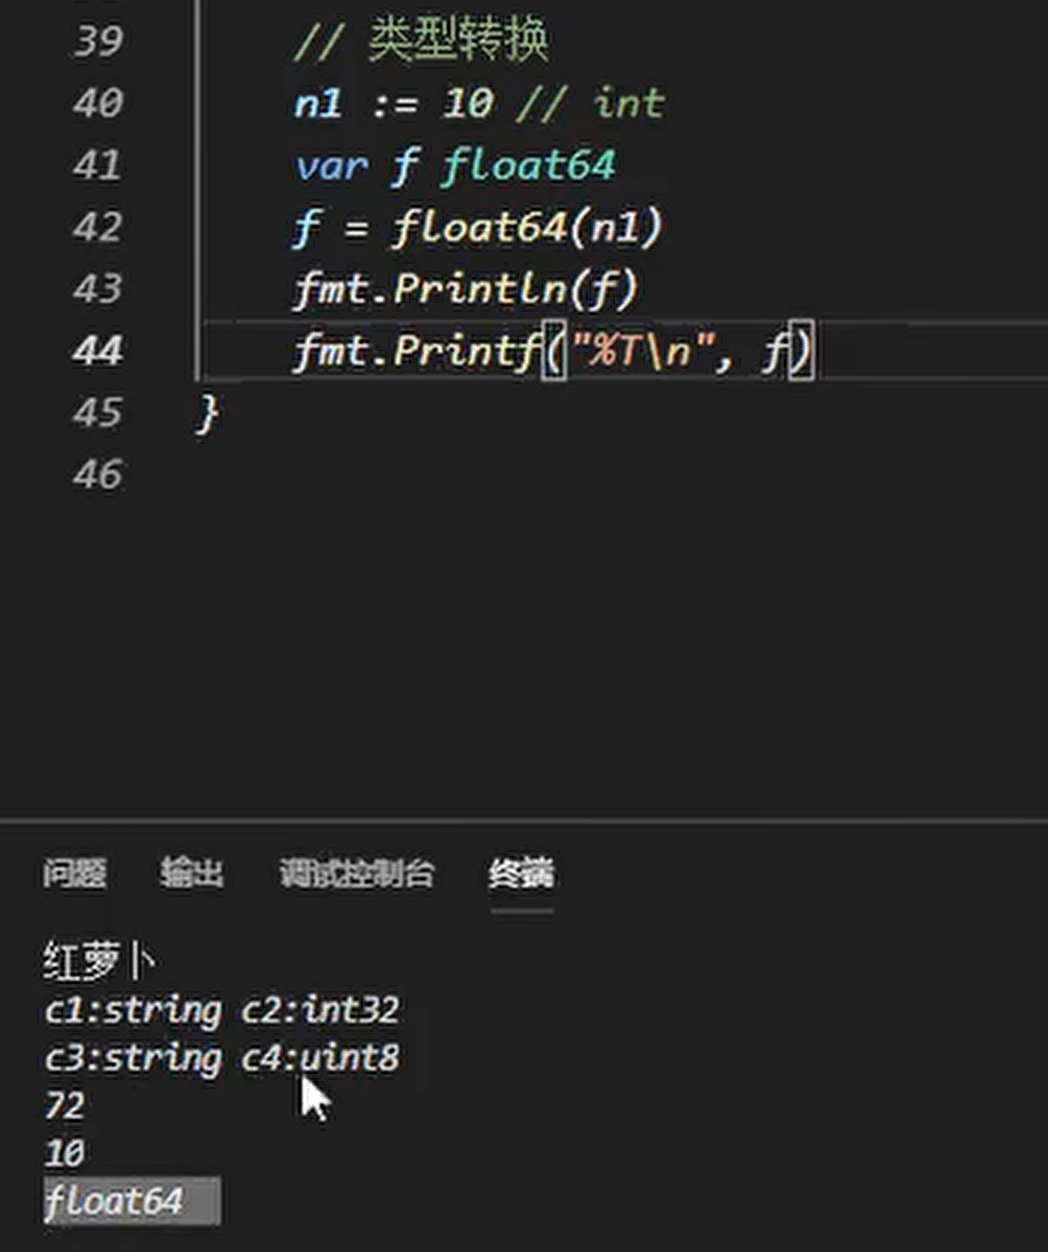 39 // 类型转换
40 n1 := 10 // int
41 var f float64
42 f = float64(n1)
43 fmt.Println(f)
44 fmt.Printf("%T\n", f)
45 }
46
问题 输出 调试控制台 终端
红萝卜
c1:string c2:int32
c3:string c4:uint8
72
10
float64